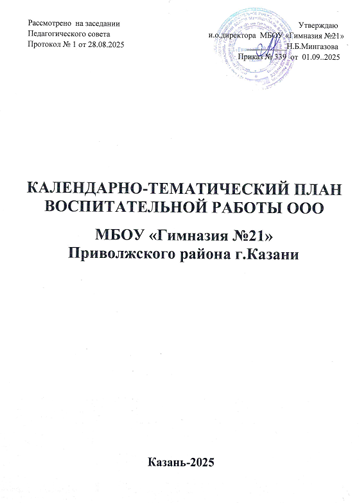 Рассмотрено на заседании
Педагогического совета
Протокол № 1 от 28.08.2025
Утверждаю
и.о.директора МБОУ «Гимназия №21»
Н.Б.Мингазова
Приказ № 339 от 01.09..2025
КАЛЕНДАРНО-ТЕМАТИЧЕСКИЙ ПЛАН
ВОСПИТАТЕЛЬНОЙ РАБОТЫ ООО
МБОУ «Гимназия №21»
Приволжского района г.Казани
Казань-2025